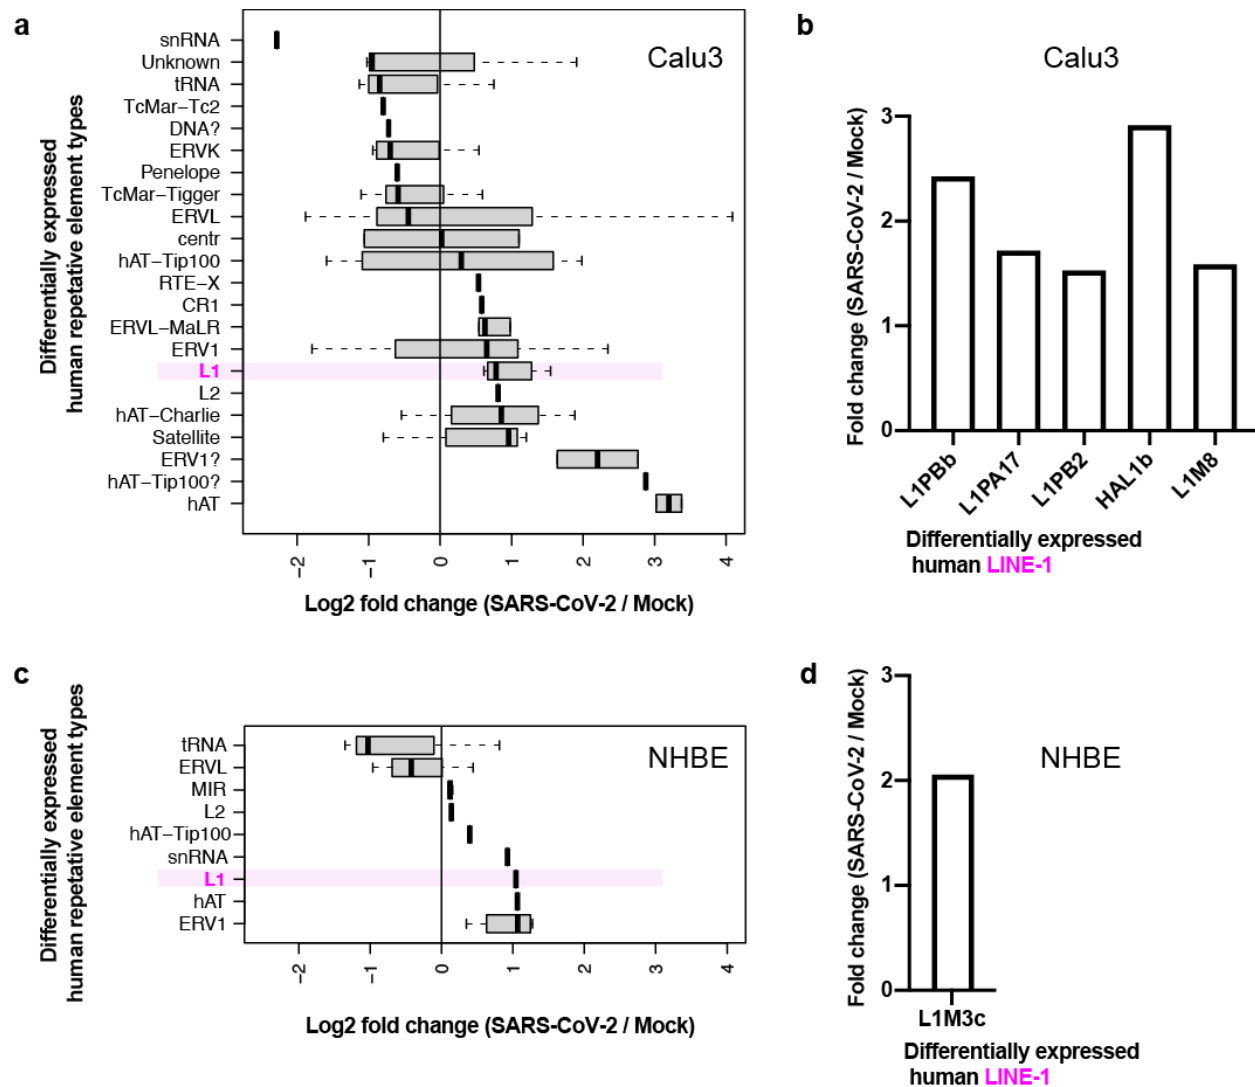 a
Calu3
Differentially expressed
human repetative element types
snRNA
Unknown
tRNA
TcMar−Tc2
DNA?
ERVK
Penelope
TcMar−Tigger
ERVL
centr
hAT−Tip100
RTE−X
CR1
ERVL−MaLR
ERV1
L1
L2
hAT−Charlie
Satellite
ERV1?
hAT−Tip100?
hAT
−2 −1 0 1 2 3 4
Log2 fold change (SARS-CoV-2 / Mock)
b
Calu3
Fold change (SARS-CoV-2 / Mock)
3
2
1
0
L1PBb L1PA17 L1PB2 HAL1b L1M8
Differentially expressed
human LINE-1
c
NHBE
Differentially expressed
human repetative element types
tRNA
ERVL
MIR
L2
hAT−Tip100
snRNA
L1
hAT
ERV1
−2 −1 0 1 2 3 4
Log2 fold change (SARS-CoV-2 / Mock)
d
NHBE
Fold change (SARS-CoV-2 / Mock)
3
2
1
0
L1M3c
Differentially expressed
human LINE-1